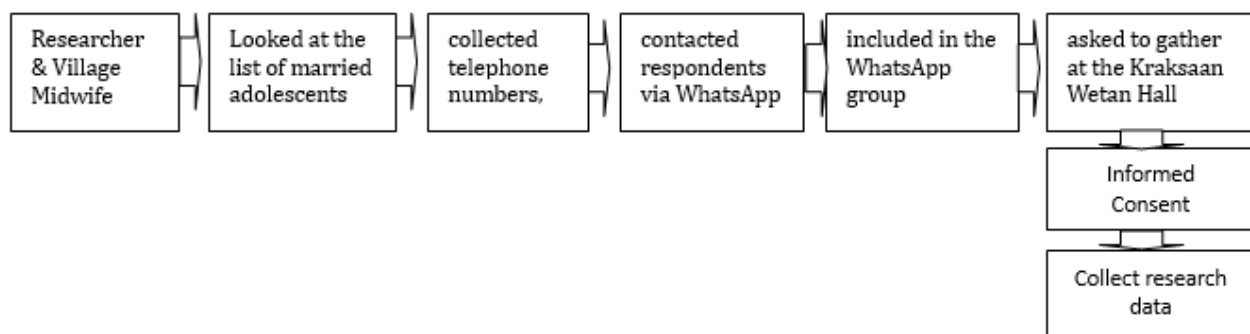 Researcher
& Village
Midwife
Looked at the
list of married
adolescents
collected
telephone
numbers,
contacted
respondents
via WhatsApp
included in the
WhatsApp
group
asked to gather
at the Kraksaan
Wetan Hall
Informed
Consent
Collect research
data